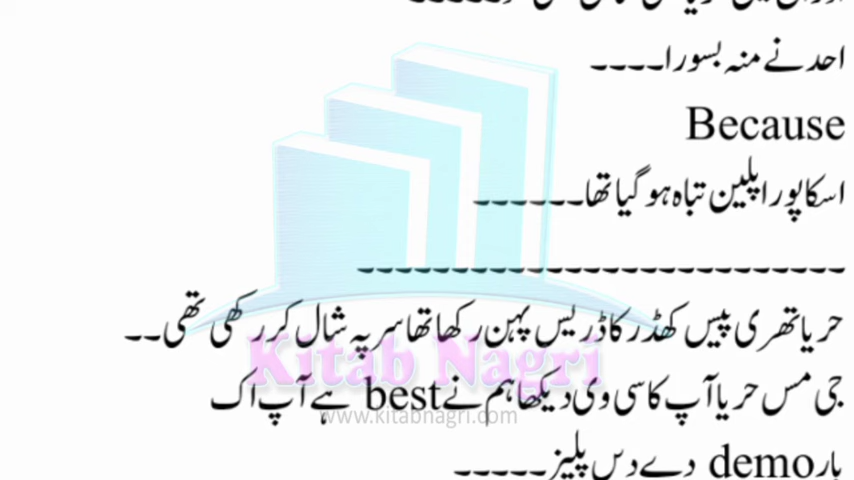 احد نے منہ بسورا۔۔۔۔
Because
اسکا پورا پلین تباہ ہو گیا تھا۔۔۔۔۔۔
۔۔۔۔۔۔۔۔۔۔۔۔۔۔۔۔۔۔۔۔۔۔۔۔۔۔
حریا تھری پیس کھڈر کا ڈریس پہن رکھا تھا سر پہ شال کر رکھی تھی۔۔
Kitab Nagri
جی مس حریا آپ کا سی وی دیکھا ہم نے best ہے آپ اک
www.kitabnagri.com
بار demo دے دس پلیز۔۔۔۔۔